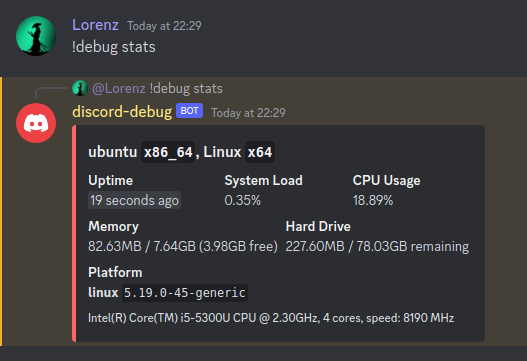 Lorenz Today at 22:29
!debug stats
@Lorenz !debug stats
discord-debug BOT Today at 22:29
ubuntu x86_64, Linux x64
Uptime System Load CPU Usage
19 seconds ago 0.35% 18.89%
Memory Hard Drive
82.63MB / 7.64GB (3.98GB free) 227.60MB / 78.03GB remaining
Platform
linux 5.19.0-45-generic
Intel(R) Core(TM) i5-5300U CPU @ 2.30GHz, 4 cores, speed: 8190 MHz